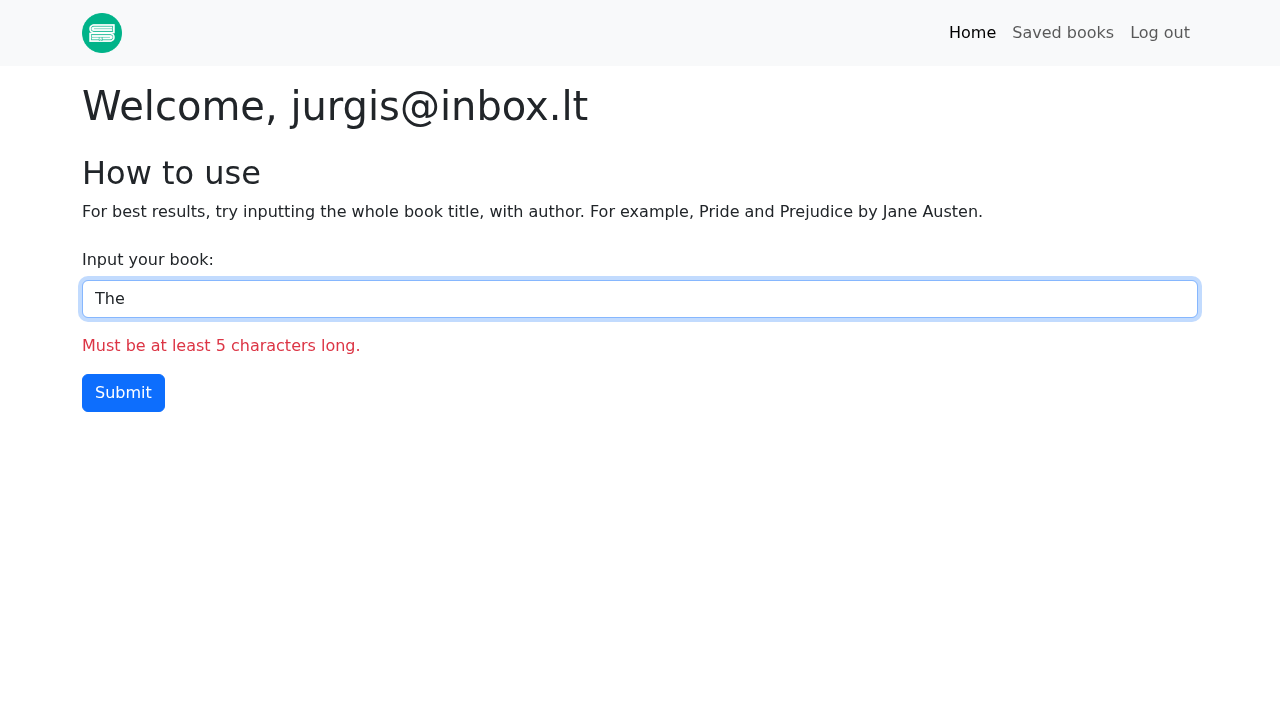 Home Saved books Log out
Welcome, jurgis@inbox.lt
How to use
For best results, try inputting the whole book title, with author. For example, Pride and Prejudice by Jane Austen.
Input your book:
The
Must be at least 5 characters long.
Submit